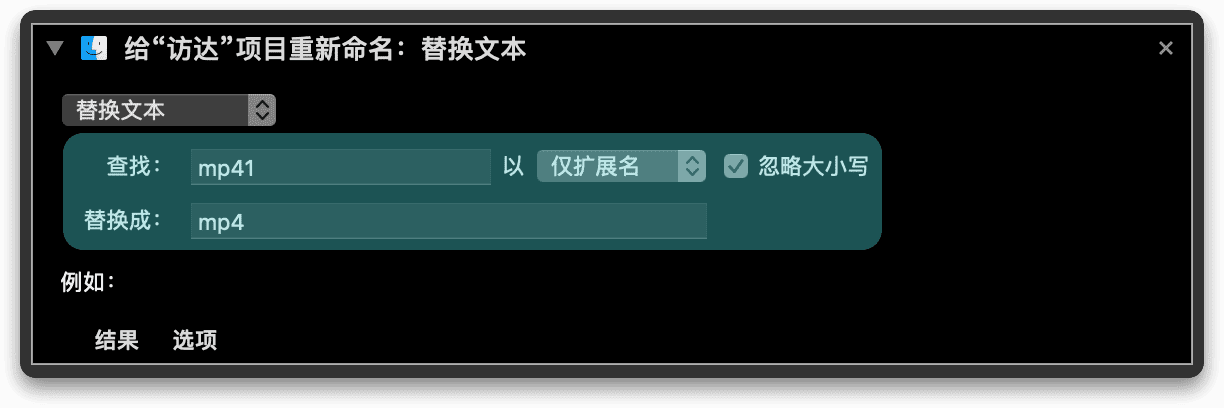 给“访达”项目重新命名：替换文本
替换文本
查找： mp41 以 仅扩展名 忽略大小写
替换成： mp4
例如：
结果 选项